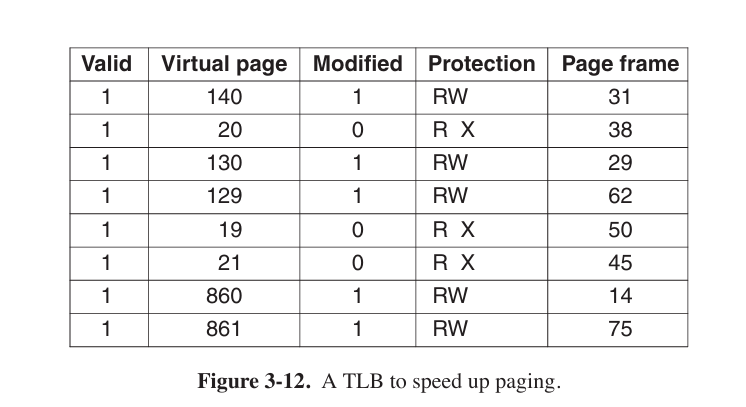 Valid Virtual page Modified Protection Page frame
1 140 1 RW 31
1 20 0 R X 38
1 130 1 RW 29
1 129 1 RW 62
1 19 0 R X 50
1 21 0 R X 45
1 860 1 RW 14
1 861 1 RW 75
Figure 3-12. A TLB to speed up paging.